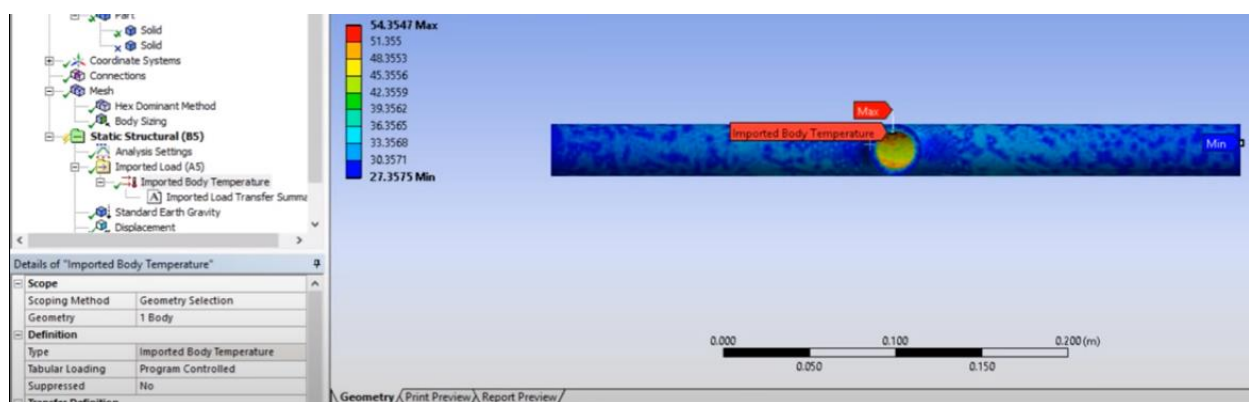 Part
Solid
Solid
Coordinate Systems
Connections
Mesh
Hex Dominant Method
Body Sizing
Static Structural (B5)
Analysis Settings
Imported Load (A5)
Imported Body Temperature
Imported Load Transfer Summa
Standard Earth Gravity
Displacement
Details of "Imported Body Temperature"
Scope
Scoping Method Geometry Selection
Geometry 1 Body
Definition
Type Imported Body Temperature
Tabular Loading Program Controlled
Suppressed No
Transfer Definition
54.3547 Max
51.355
48.3553
45.3556
42.3559
39.3562
36.3565
33.3568
30.3571
27.3575 Min
Max
Imported Body Temperature
Min
0.000 0.100 0.200 (m)
0.050 0.150
Geometry Print Preview Report Preview